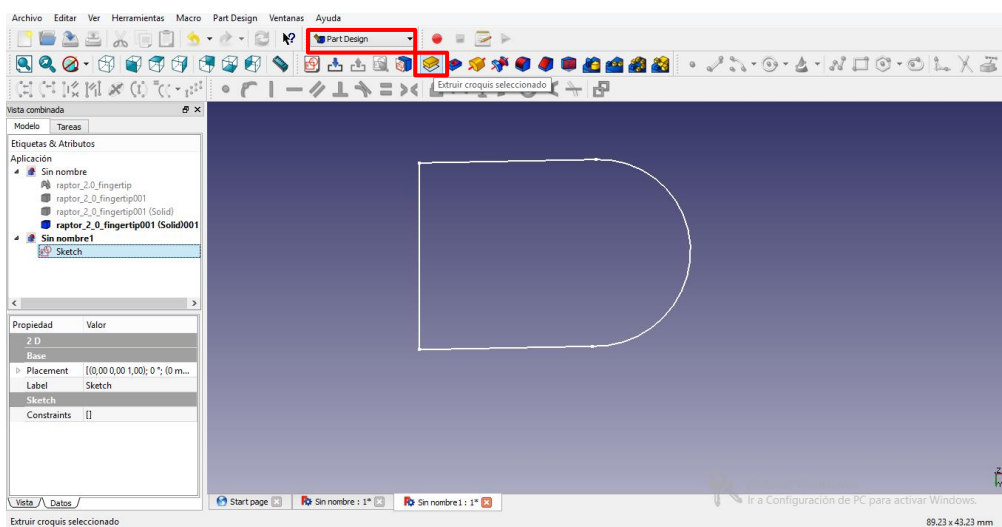 Archivo Editar Ver Herramientas Macro Part Design Ventanas Ayuda
Part Design
Extruir croquis seleccionado
Vista combinada
Modelo Tareas
Etiquetas & Atributos
Aplicación
Sin nombre
raptor_2.0_fingertip
raptor_2_0_fingertip001
raptor_2_0_fingertip001 (Solid)
raptor_2_0_fingertip001 (Solid)001
Sin nombre1
Sketch
Propiedad Valor
2 D
Base
Placement [(0,00 0,00 1,00); 0 °; (0 m...
Label Sketch
Sketch
Constraints []
Vista Datos
Start page Sin nombre : 1* Sin nombre1 : 1*
Ir a Configuración de PC para activar Windows.
Extruir croquis seleccionado 89.23 x 43.23 mm